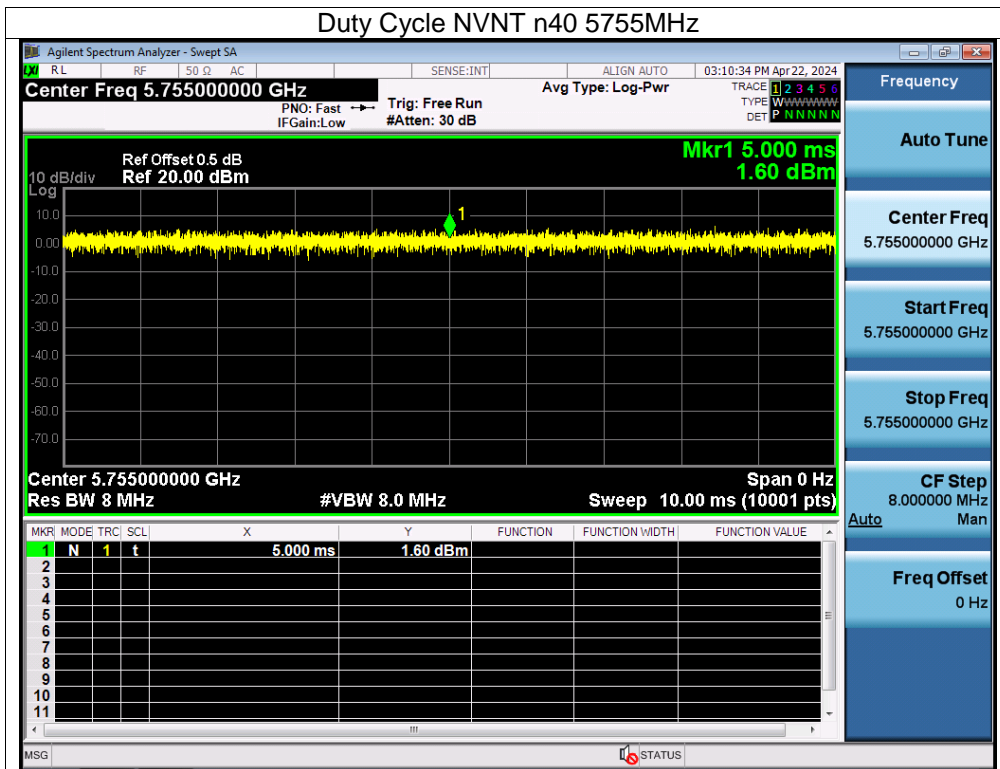 Duty Cycle NVNT n40 5755MHz
Agilent Spectrum Analyzer - Swept SA
LXI RL RF 50 Ω AC SENSE:INT ALIGN AUTO 03:10:34 PM Apr 22, 2024
Center Freq 5.755000000 GHz
PNO: Fast
IFGain:Low
Trig: Free Run
#Atten: 30 dB
Avg Type: Log-Pwr
TRACE 1 2 3 4 5 6
TYPE WWWWWW
DET P N N N N N
Frequency
Auto Tune
Center Freq
5.755000000 GHz
Start Freq
5.755000000 GHz
Stop Freq
5.755000000 GHz
CF Step
8.000000 MHz
Auto Man
Freq Offset
0 Hz
Mkr1 5.000 ms
1.60 dBm
Ref Offset 0.5 dB
10 dB/div Ref 20.00 dBm
Log
10.0
0.00
-10.0
-20.0
-30.0
-40.0
-50.0
-60.0
-70.0
1
Center 5.755000000 GHz Span 0 Hz
Res BW 8 MHz #VBW 8.0 MHz Sweep 10.00 ms (10001 pts)
MKR MODE TRC SCL X Y FUNCTION FUNCTION WIDTH FUNCTION VALUE
1 N 1 t 5.000 ms 1.60 dBm
2
3
4
5
6
7
8
9
10
11
MSG STATUS